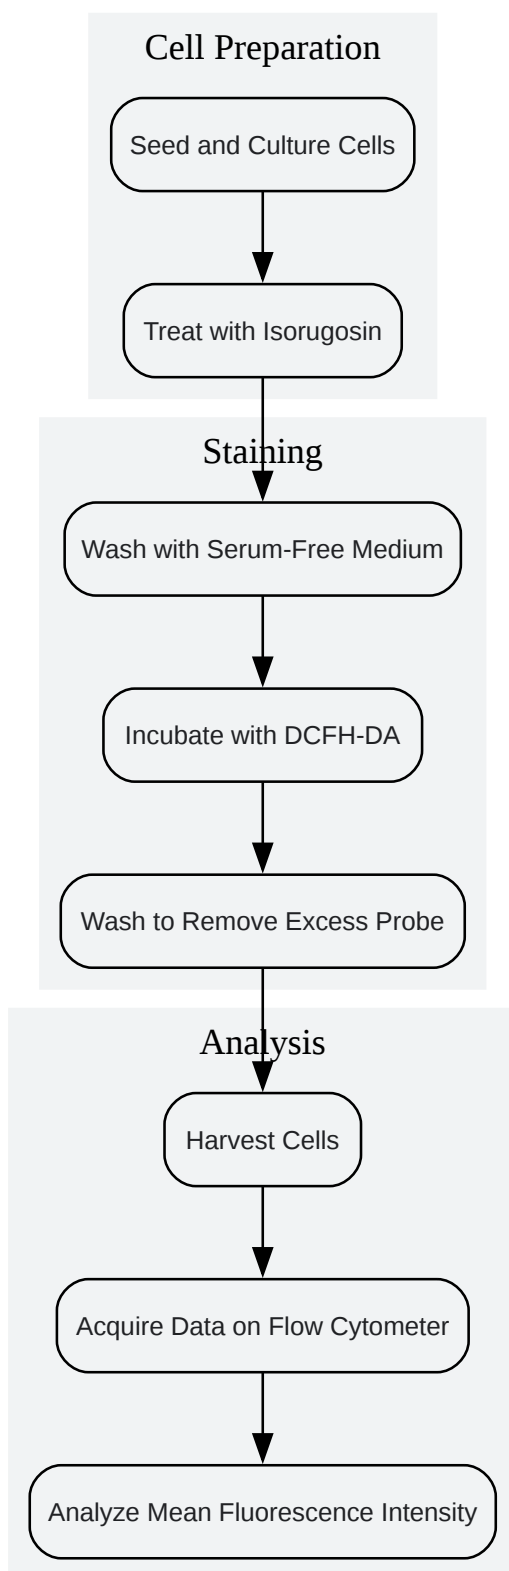 Cell Preparation
Seed and Culture Cells
Treat with Isorugosin
Staining
Wash with Serum-Free Medium
Incubate with DCFH-DA
Wash to Remove Excess Probe
Analysis
Harvest Cells
Acquire Data on Flow Cytometer
Analyze Mean Fluorescence Intensity